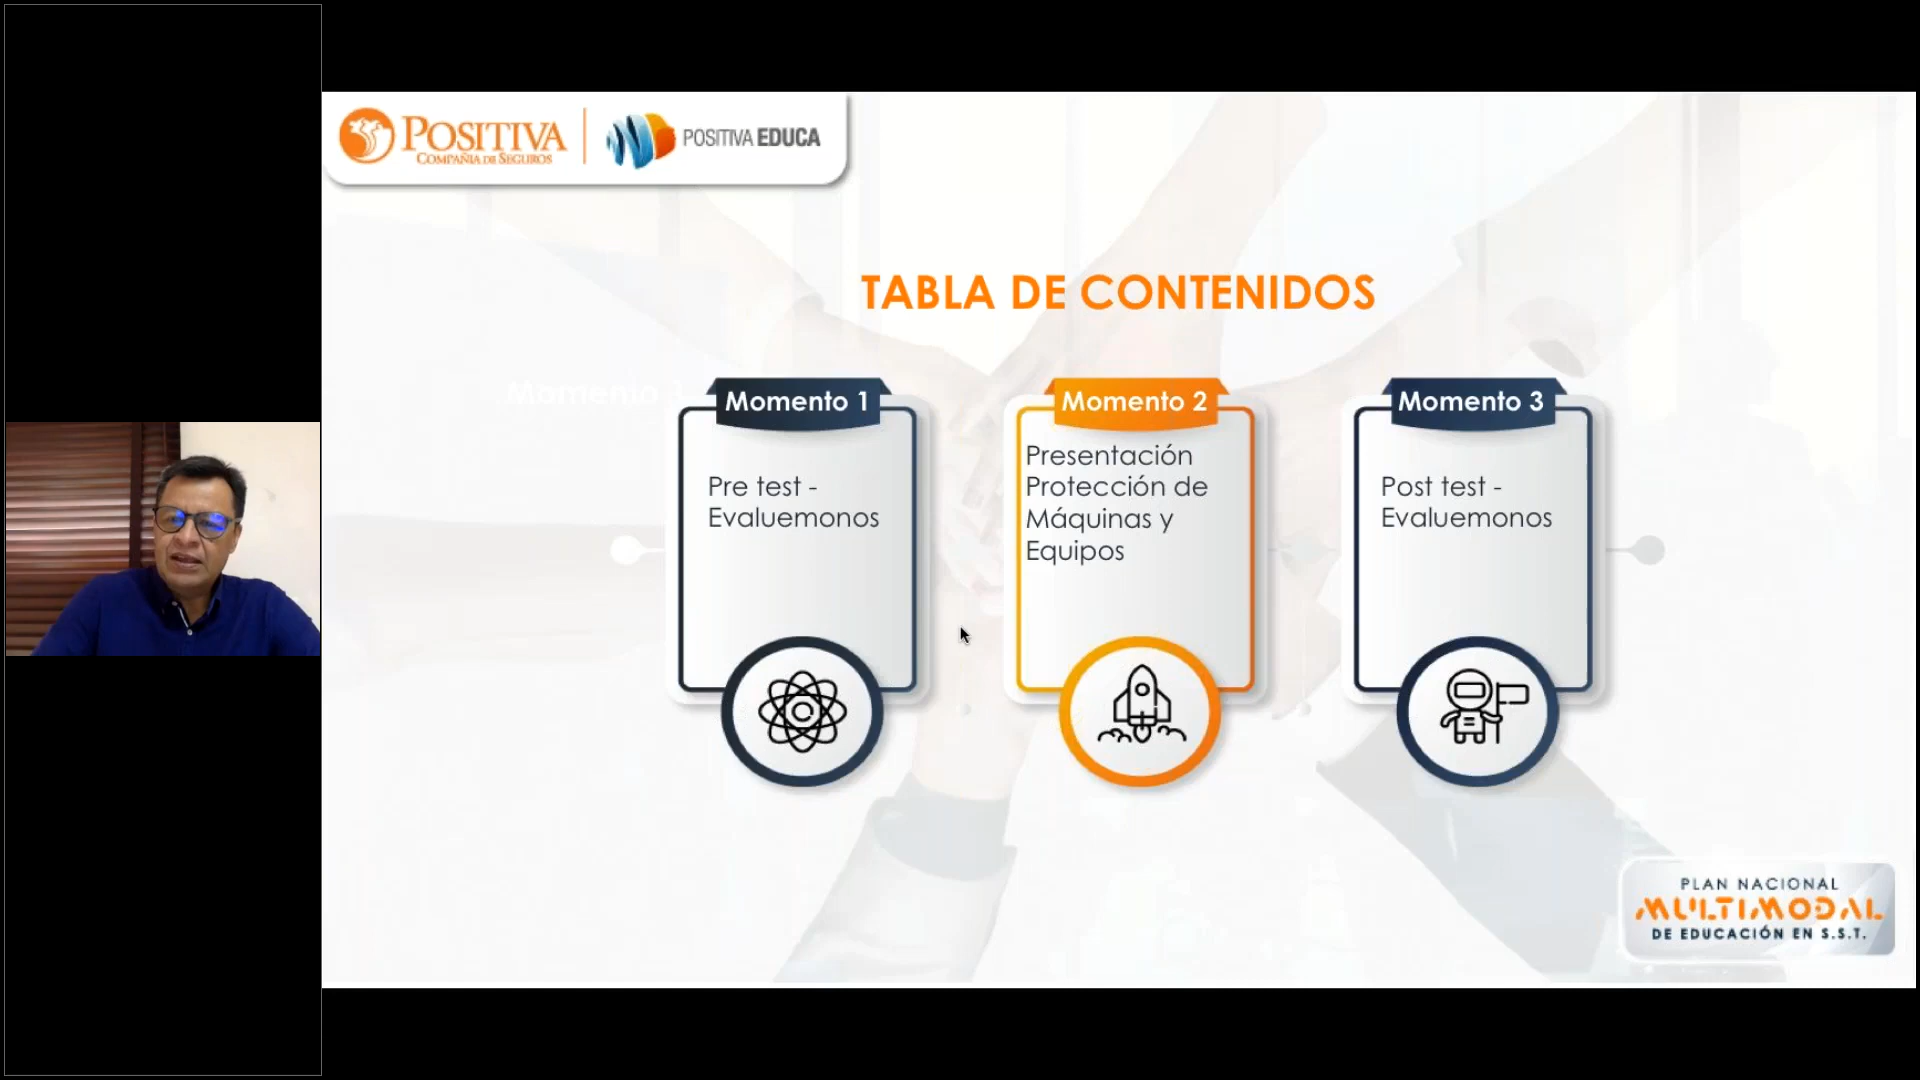 POSITIVA
COMPAÑIA DE SEGUROS
POSITIVA EDUCA
TABLA DE CONTENIDOS
Momento 1
Pre test -
Evaluemonos
Momento 2
Presentación
Protección de
Máquinas y
Equipos
Momento 3
Post test -
Evaluemonos
PLAN NACIONAL
MULTIMODAL
DE EDUCACIÓN EN S.S.T.